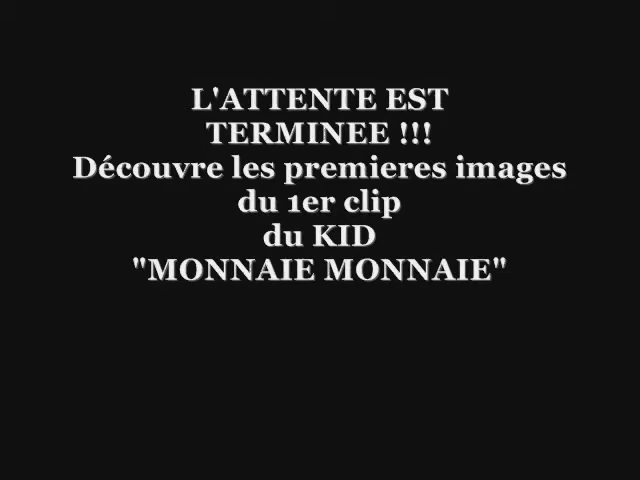 L'ATTENTE EST
TERMINEE !!!
Découvre les premieres images
du 1er clip
du KID
"MONNAIE MONNAIE"